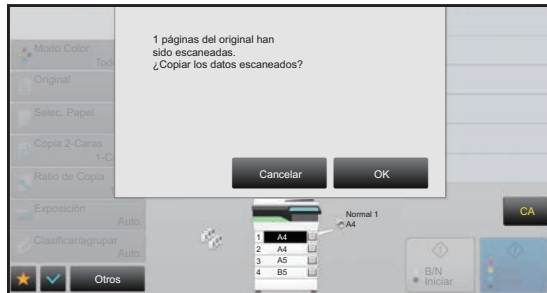 1 páginas del original han
sido escaneadas.
¿Copiar los datos escaneados?
Cancelar
OK
Modo Color
Tod
Original
Selec. Papel
Copia 2-Caras
1-C
Ratio de Copia
Exposición
Auto.
Clasificar/agrupar
Auto.
Otros
1 A4
2 A4
3 A5
4 B5
Normal 1
A4
CA
B/N
Iniciar